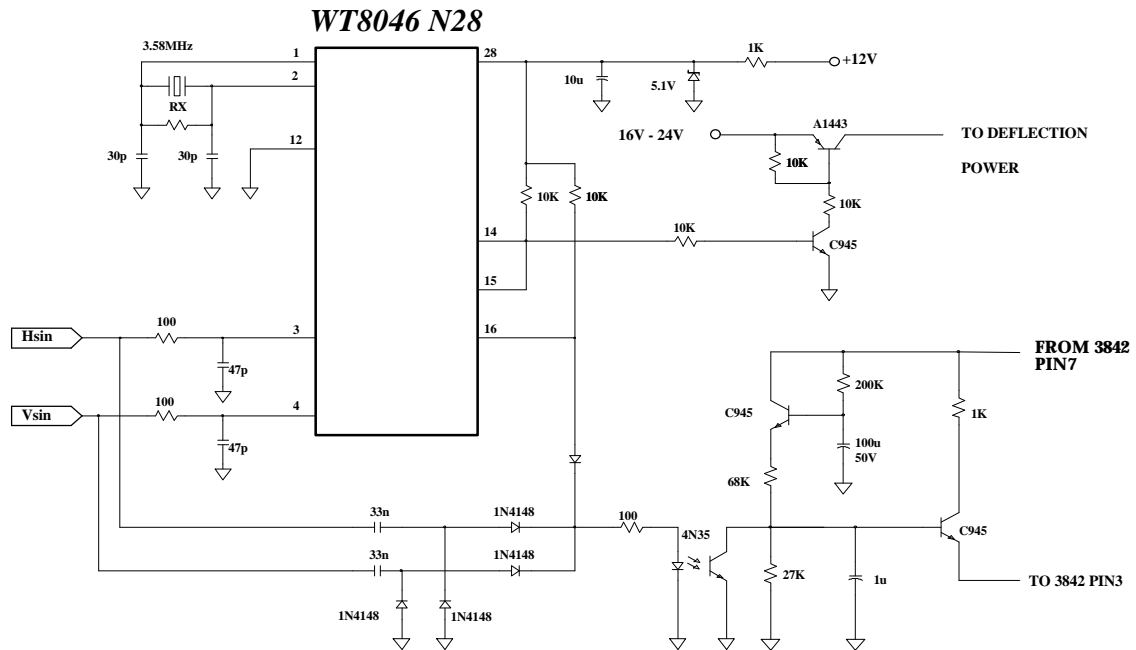 WT8046 N28
3.58MHz
1
2
RX
30p
30p
12
28
10u
5.1V
1K
+12V
16V - 24V
A1443
TO DEFLECTION
POWER
10K
10K
10K
10K
10K
C945
14
15
16
Hsin
100
3
47p
Vsin
100
4
47p
FROM 3842
PIN7
200K
C945
1K
100u
50V
68K
33n
1N4148
100
4N35
C945
33n
1N4148
27K
1u
TO 3842 PIN3
1N4148
1N4148